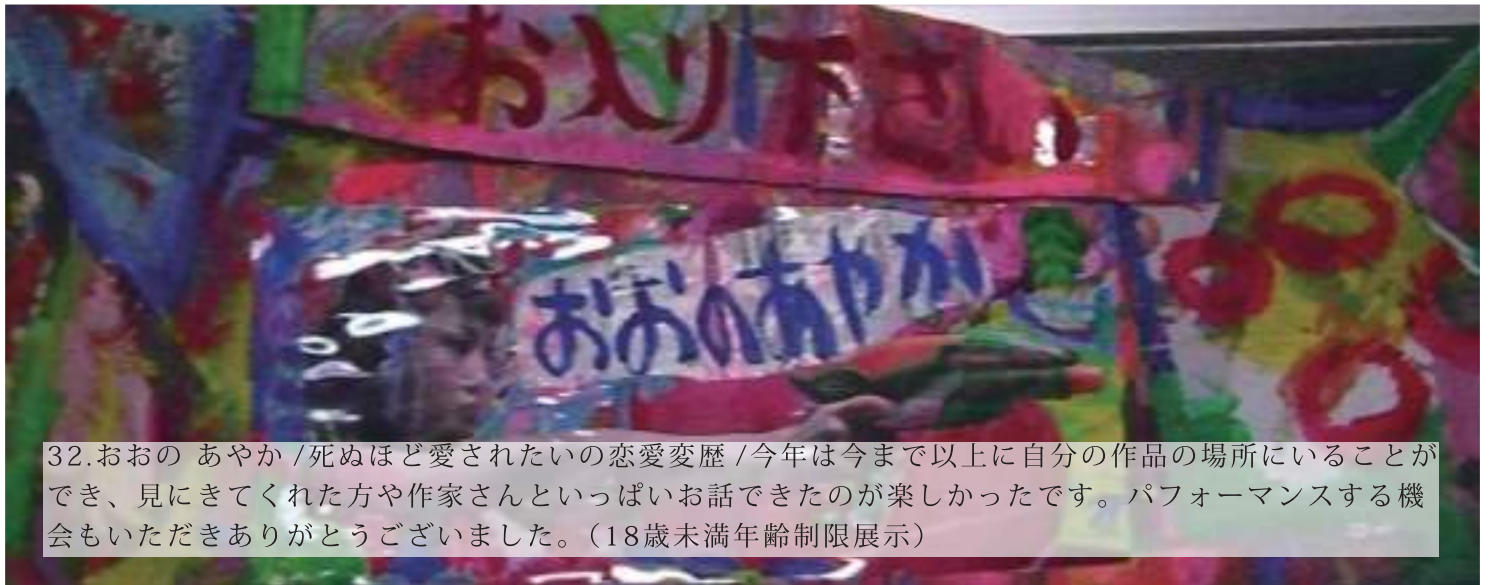 お入り下さい
おおのあやか
32.おおの あやか /死ぬほど愛されたいの恋愛変歴 /今年は今まで以上に自分の作品の場所にいることが
でき、見にきてくれた方や作家さんといっぱいお話できたのが楽しかったです。パフォーマンスする機
会もいただきありがとうございました。（18歳未満年齢制限展示）